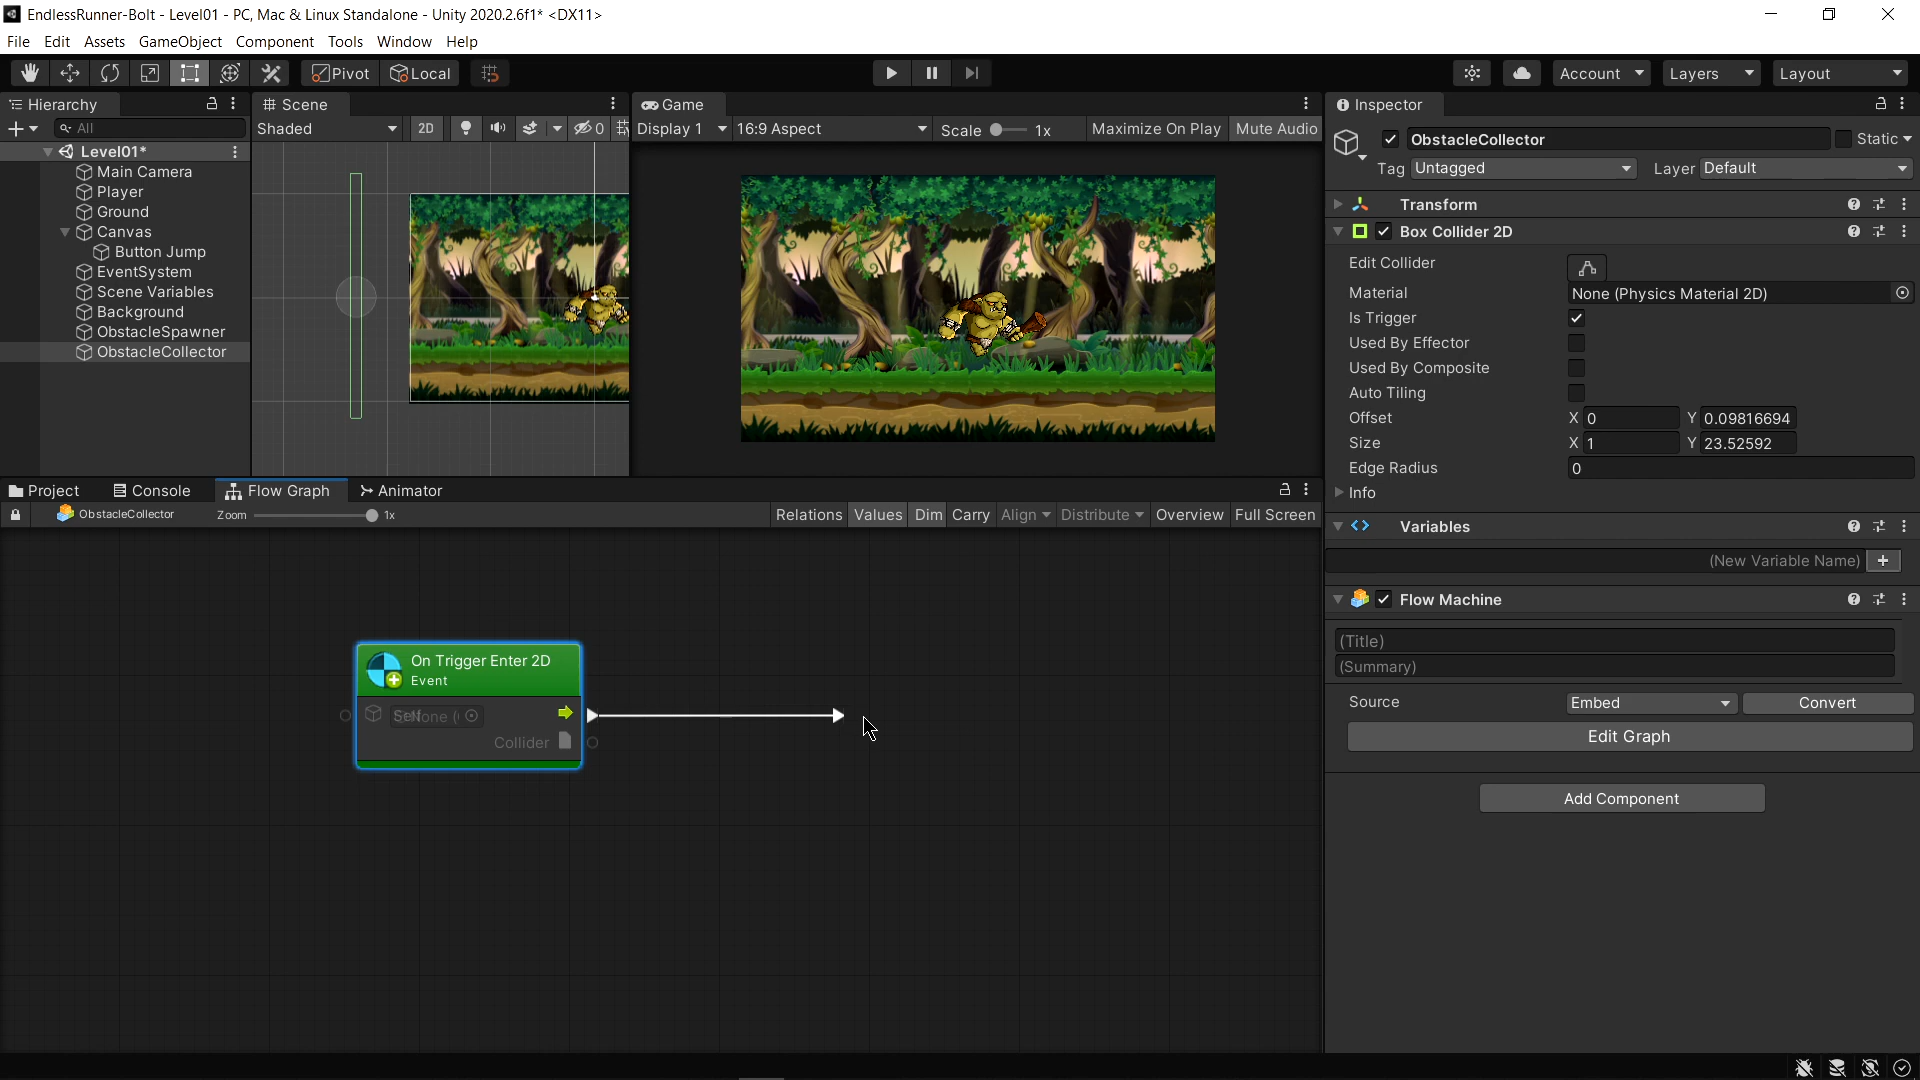 EndlessRunner-Bolt - Level01 - PC, Mac & Linux Standalone - Unity 2020.2.6f1* <DX11>
File Edit Assets GameObject Component Tools Window Help
Pivot Local Account Layers Layout
Hierarchy
All
Level01*
Main Camera
Player
Ground
Canvas
Button Jump
EventSystem
Scene Variables
Background
ObstacleSpawner
ObstacleCollector
Scene
Shaded 2D 0
Game
Display 1 16:9 Aspect Scale 1x Maximize On Play Mute Audio
Project Console Flow Graph Animator
ObstacleCollector Zoom 1x Relations Values Dim Carry Align Distribute Overview Full Screen
On Trigger Enter 2D
Event
Self
Collider
Inspector
ObstacleCollector Static
Tag Untagged Layer Default
Transform
Box Collider 2D
Edit Collider
Material None (Physics Material 2D)
Is Trigger
Used By Effector
Used By Composite
Auto Tiling
Offset X 0 Y 0.09816694
Size X 1 Y 23.52592
Edge Radius 0
Info
Variables
(New Variable Name)
Flow Machine
(Title)
(Summary)
Source Embed Convert
Edit Graph
Add Component